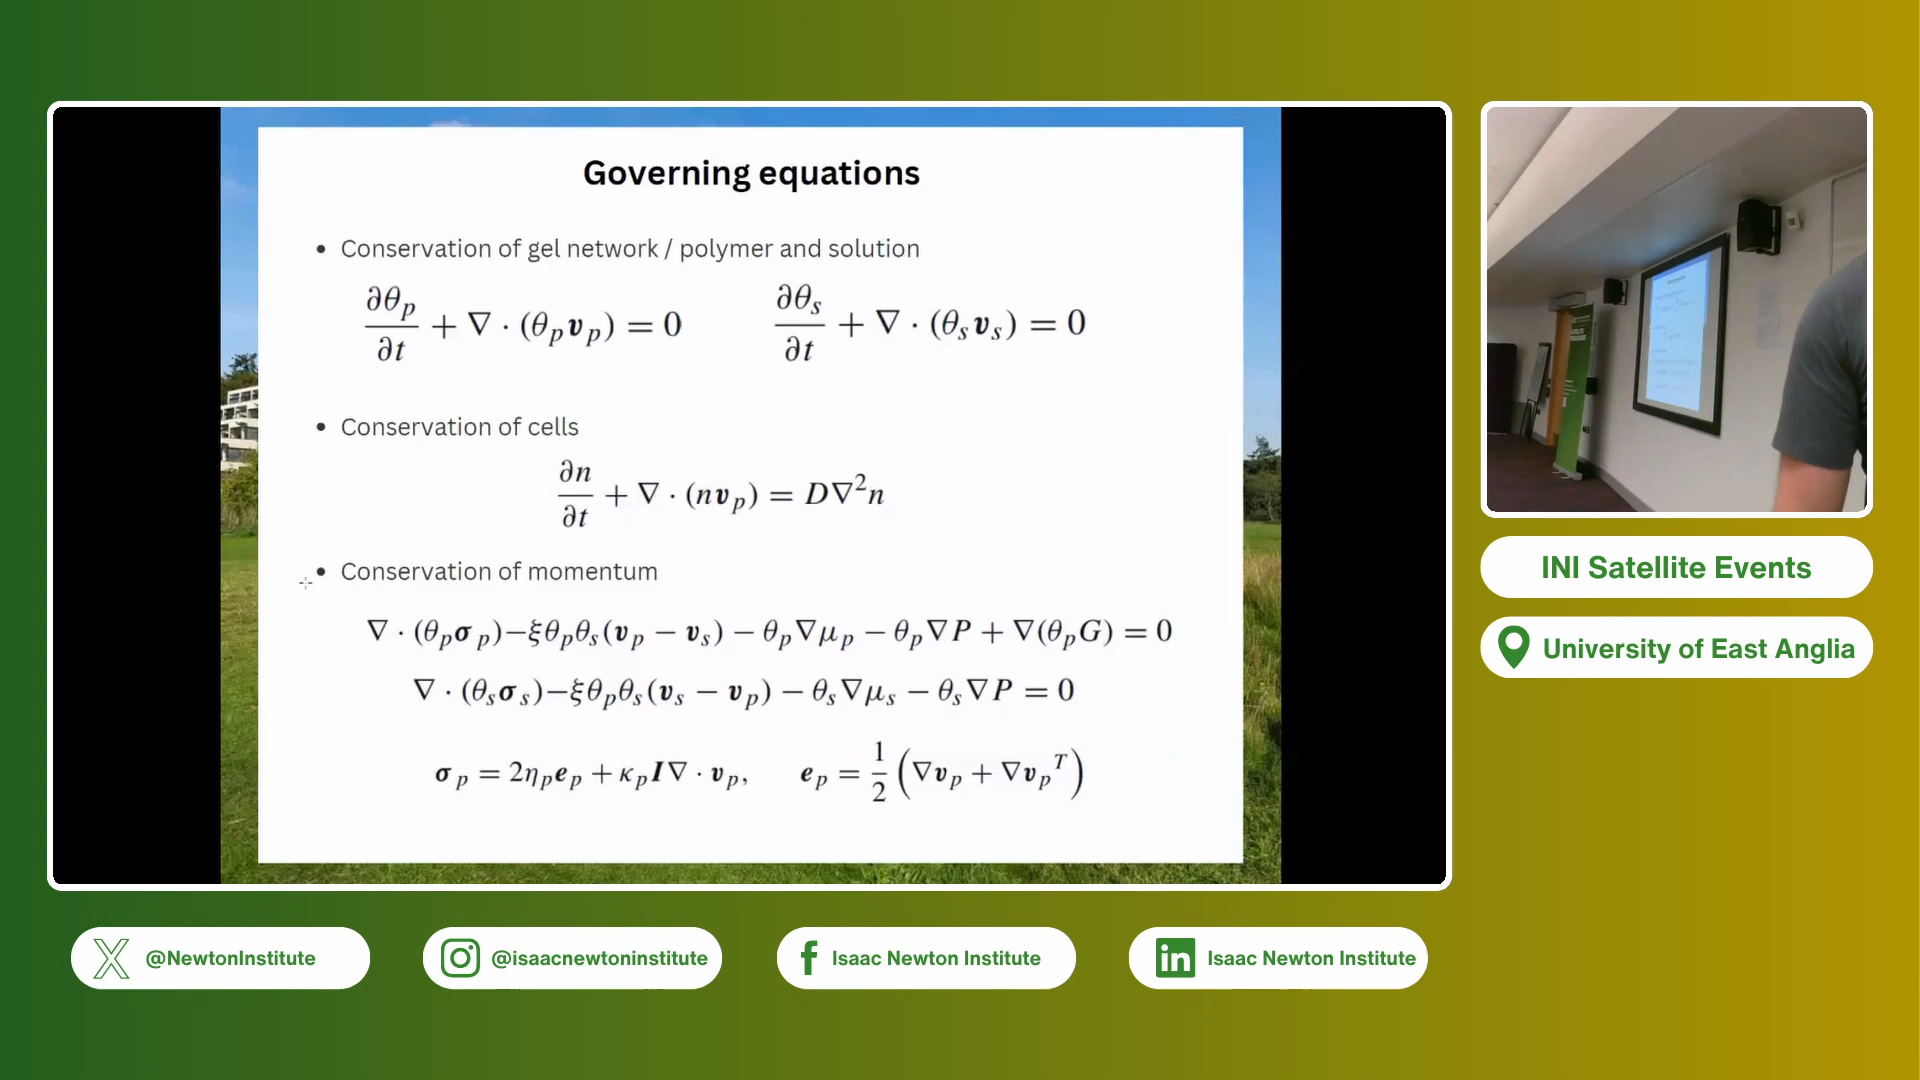 Governing equations
• Conservation of gel network / polymer and solution
∂θ_p/∂t + ∇ · (θ_p v_p) = 0    ∂θ_s/∂t + ∇ · (θ_s v_s) = 0
• Conservation of cells
∂n/∂t + ∇ · (n v_p) = D∇²n
• Conservation of momentum
∇ · (θ_p σ_p)−ξθ_pθ_s(v_p − v_s) − θ_p∇μ_p − θ_p∇P + ∇(θ_pG) = 0
∇ · (θ_s σ_s)−ξθ_pθ_s(v_s − v_p) − θ_s∇μ_s − θ_s∇P = 0
σ_p = 2η_p e_p + κ_p I∇ · v_p,    e_p = 1/2 (∇v_p + ∇v_p^T)
INI Satellite Events
University of East Anglia
@NewtonInstitute
@isaacnewtoninstitute
Isaac Newton Institute
Isaac Newton Institute